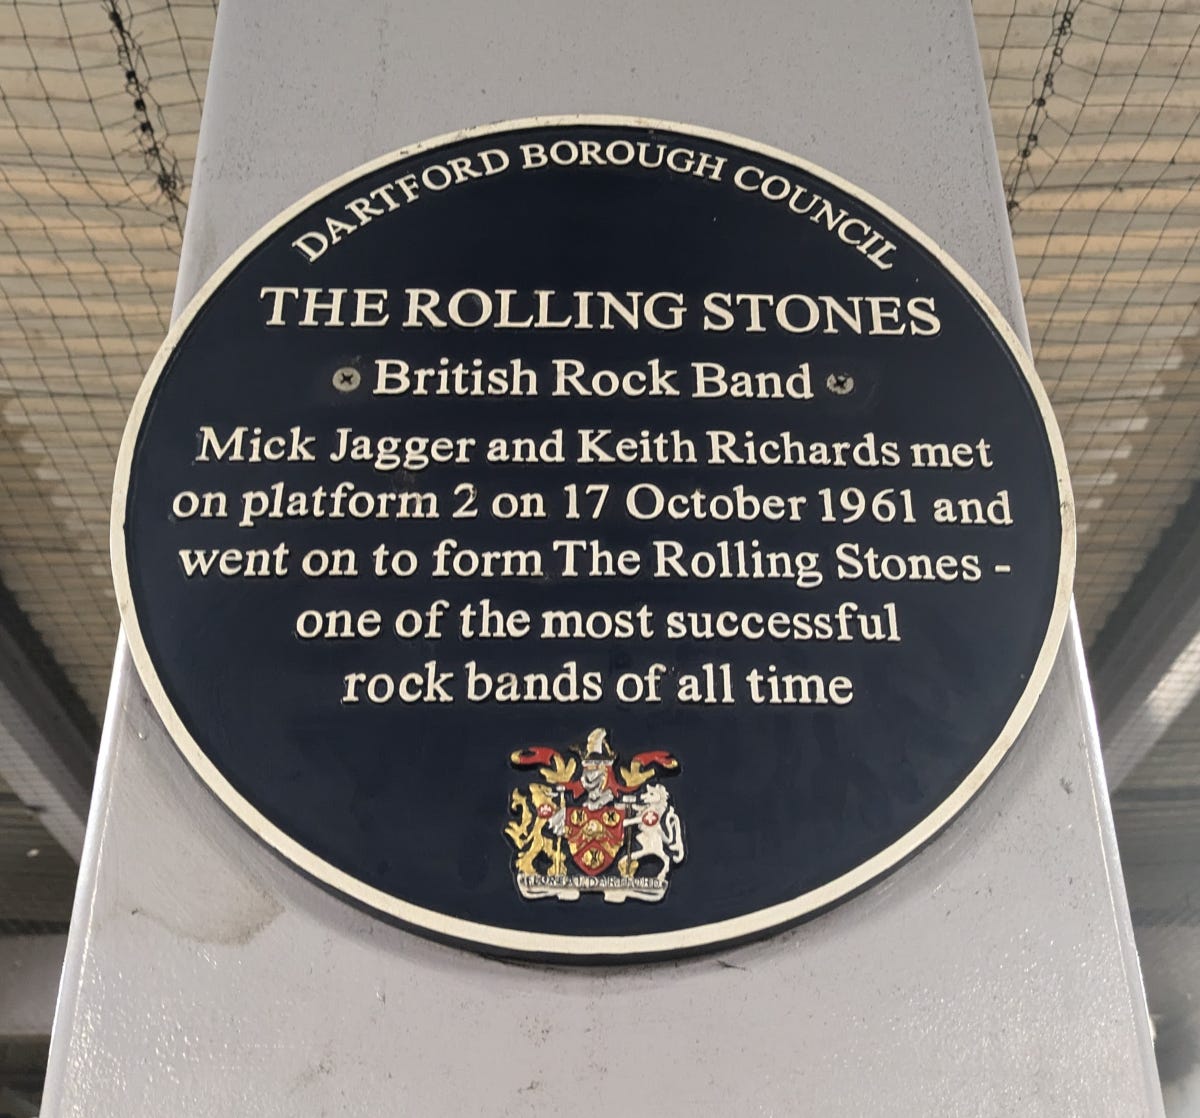 DARTFORD BOROUGH COUNCIL
THE ROLLING STONES
British Rock Band
Mick Jagger and Keith Richards met
on platform 2 on 17 October 1961 and
went on to form The Rolling Stones -
one of the most successful
rock bands of all time